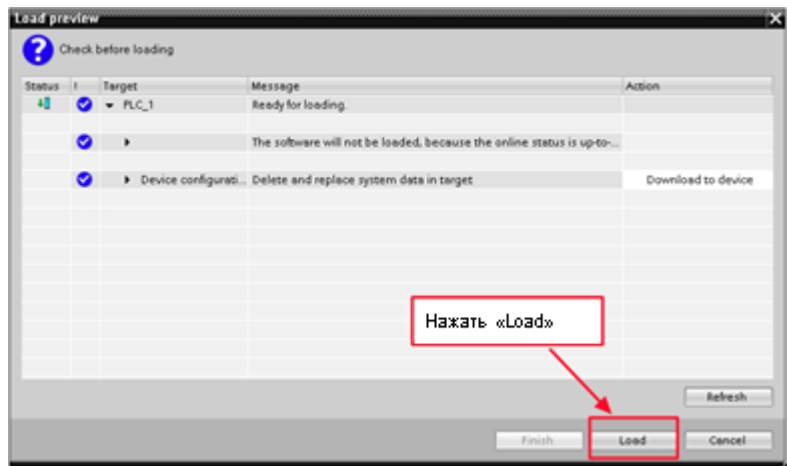 Load preview
Check before loading
Status ! Target Message Action
PLC_1 Ready for loading.
The software will not be loaded, because the online status is up-to-...
Device configurati... Delete and replace system data in target Download to device
Нажать «Load»
Refresh
Finish Load Cancel